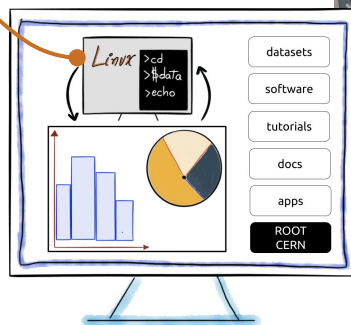 Linux
>cd
>$data
>echo
datasets
software
tutorials
docs
apps
ROOT
CERN